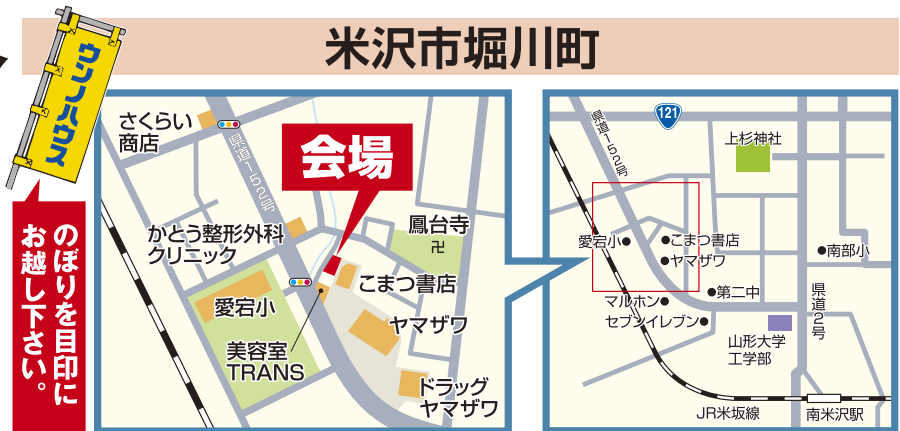 米沢市堀川町
ウンノハウス
のぼりを目印に
お越し下さい。
さくらい
商店
県道152号
会場
かとう整形外科
クリニック
鳳台寺
卍
こまつ書店
愛宕小
ヤマザワ
美容室
TRANS
ドラッグ
ヤマザワ
121
県道152号
上杉神社
愛宕小
こまつ書店
ヤマザワ
南部小
マルホン
第二中
セブンイレブン
県道2号
山形大学
工学部
JR米坂線
南米沢駅